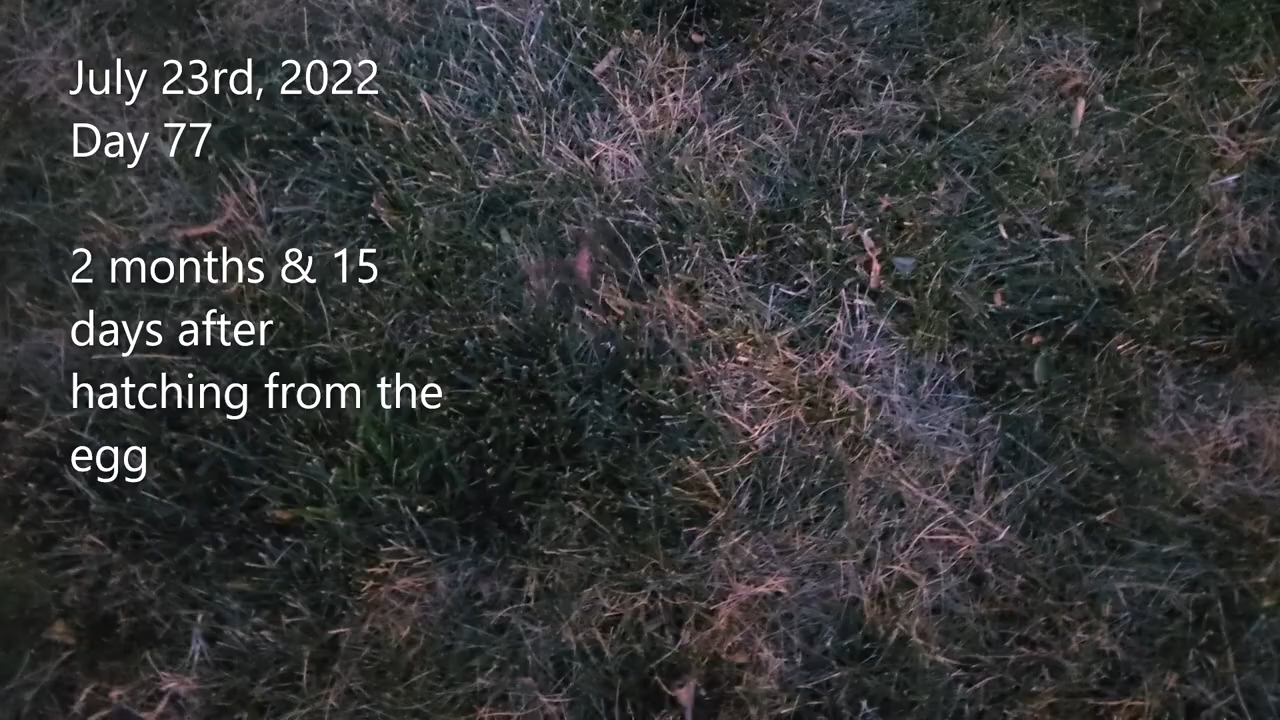 July 23rd, 2022
Day 77
2 months & 15
days after
hatching from the
egg